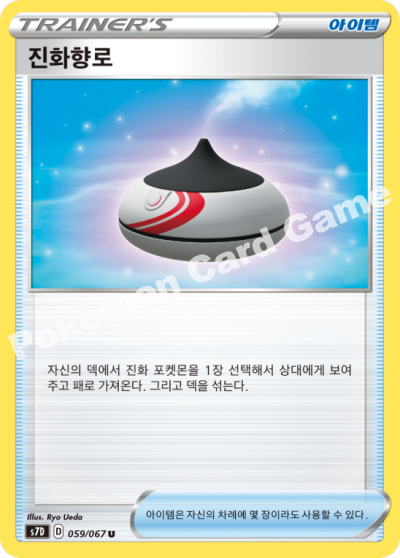 TRAINER'S
아이템
진화향로
Pokémon Card Game
자신의 덱에서 진화 포켓몬을 1장 선택해서 상대에게 보여
주고 패로 가져온다. 그리고 덱을 섞는다.
Illus. Ryo Ueda
s7D D 059/067 U
아이템은 자신의 차례에 몇 장이라도 사용할 수 있다.